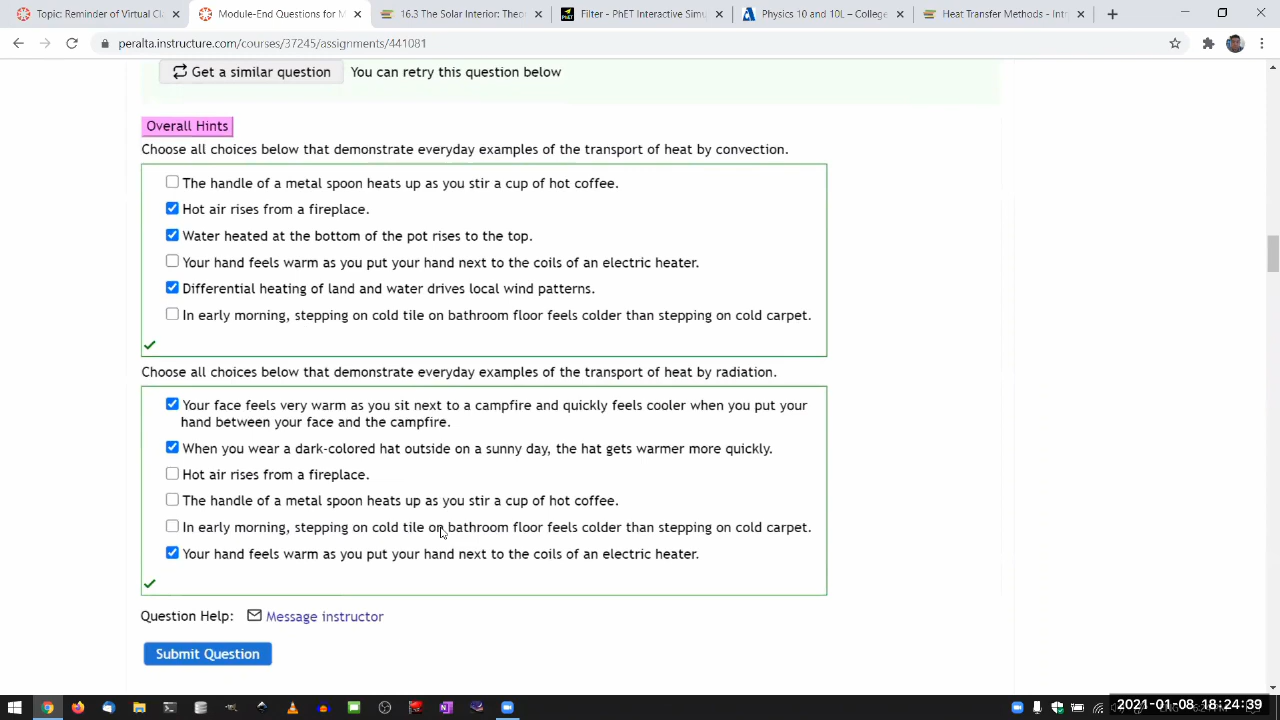 Topic: Reminder of Virtual Cl
Module-End Question for M
16.3 The Solar Interior: Theor
Filter - PhET Interactive Simu
Physics 10 and 10L – College
Heat Transfer Methods - Intr
peralta.instructure.com/courses/37245/assignments/441081
Get a similar question You can retry this question below
Overall Hints
Choose all choices below that demonstrate everyday examples of the transport of heat by convection.
The handle of a metal spoon heats up as you stir a cup of hot coffee.
Hot air rises from a fireplace.
Water heated at the bottom of the pot rises to the top.
Your hand feels warm as you put your hand next to the coils of an electric heater.
Differential heating of land and water drives local wind patterns.
In early morning, stepping on cold tile on bathroom floor feels colder than stepping on cold carpet.
Choose all choices below that demonstrate everyday examples of the transport of heat by radiation.
Your face feels very warm as you sit next to a campfire and quickly feels cooler when you put your
hand between your face and the campfire.
When you wear a dark-colored hat outside on a sunny day, the hat gets warmer more quickly.
Hot air rises from a fireplace.
The handle of a metal spoon heats up as you stir a cup of hot coffee.
In early morning, stepping on cold tile on bathroom floor feels colder than stepping on cold carpet.
Your hand feels warm as you put your hand next to the coils of an electric heater.
Question Help: Message instructor
Submit Question
2021-01-08 18:24:39